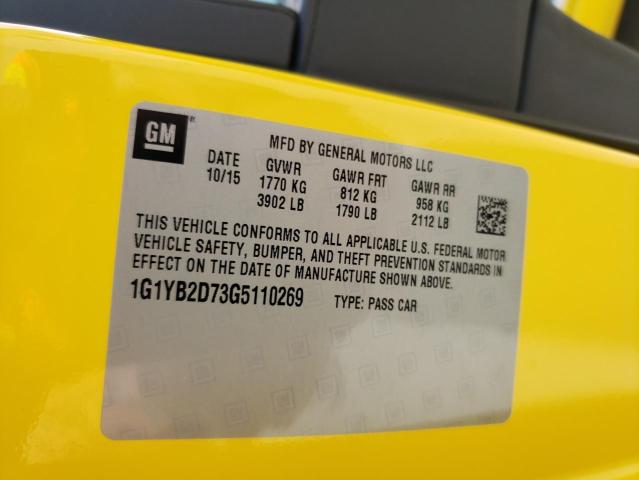 GM ®
MFD BY GENERAL MOTORS LLC
DATE GVWR GAWR FRT GAWR RR
10/15 1770 KG 812 KG 958 KG
3902 LB 1790 LB 2112 LB
THIS VEHICLE CONFORMS TO ALL APPLICABLE U.S. FEDERAL MOTOR
VEHICLE SAFETY, BUMPER, AND THEFT PREVENTION STANDARDS IN
EFFECT ON THE DATE OF MANUFACTURE SHOWN ABOVE.
1G1YB2D73G5110269 TYPE: PASS CAR